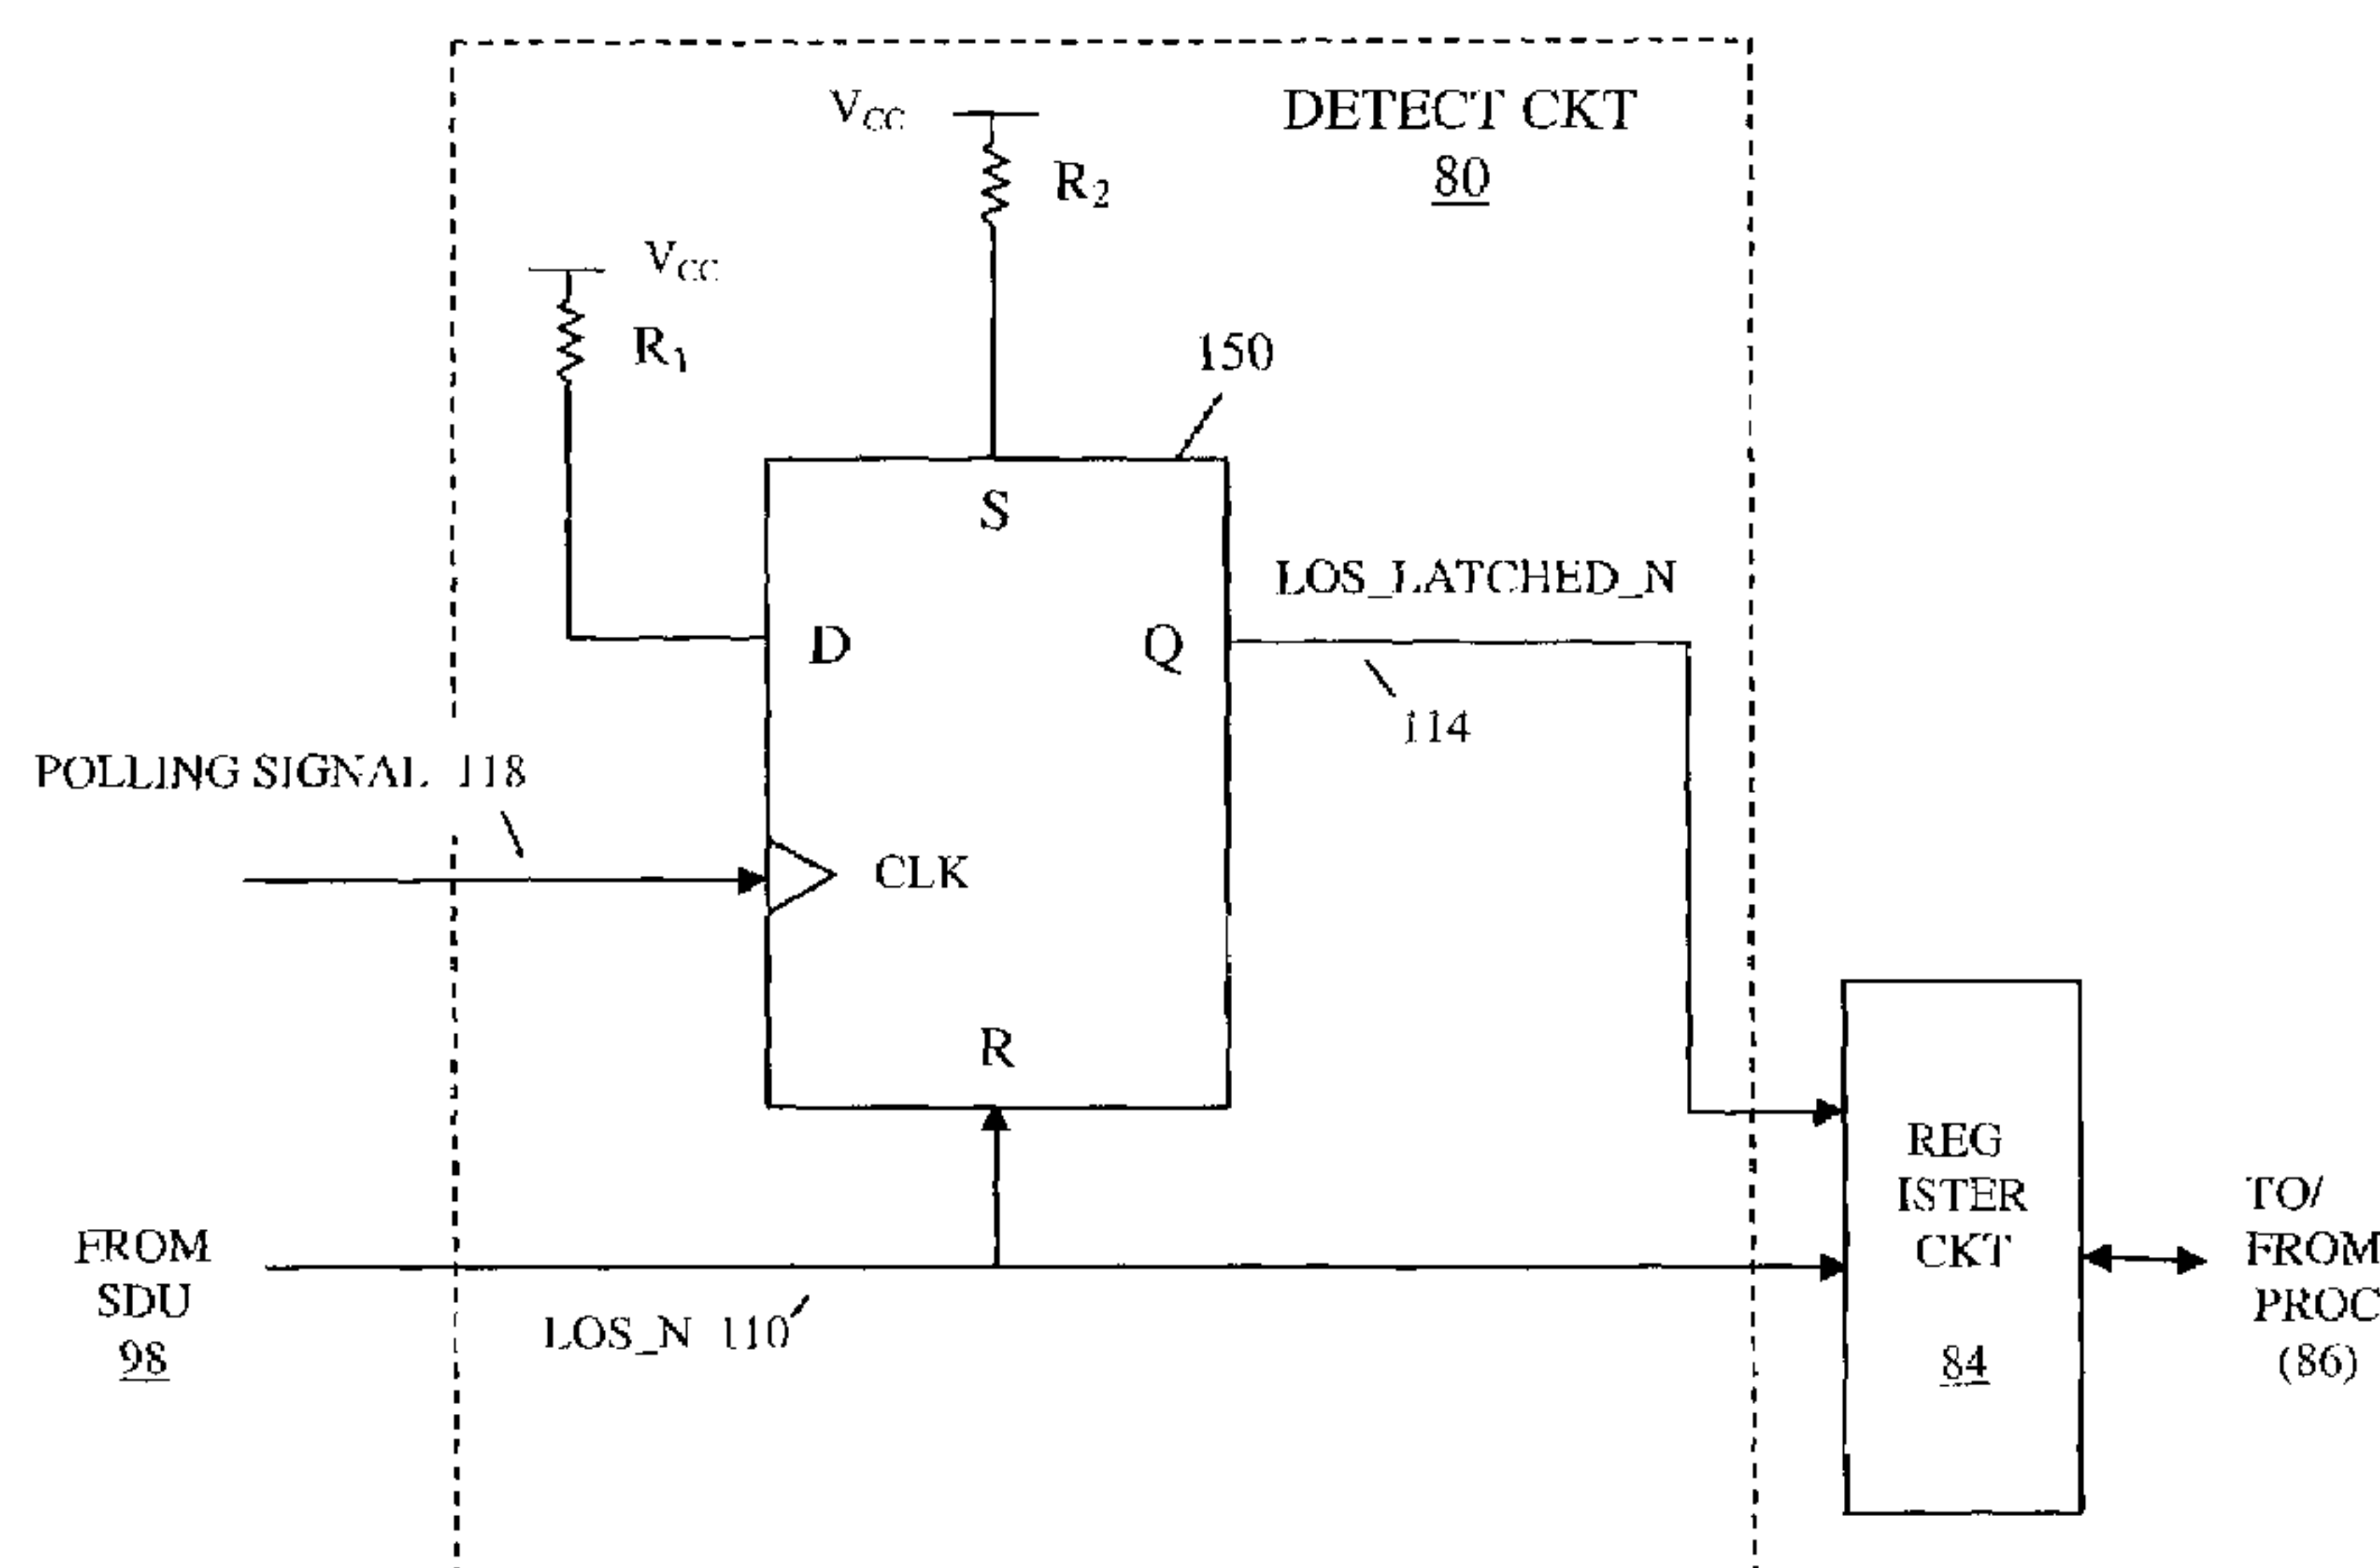 DETECT CKT
80
VCC
R2
VCC
R1
150
S
D
Q
LOS_LATCHED_N
114
POLLING SIGNAL 118
CLK
R
FROM
SDU
98
LOS_N 110
REG
ISTER
CKT
84
TO/
FROM
PROC
(86)